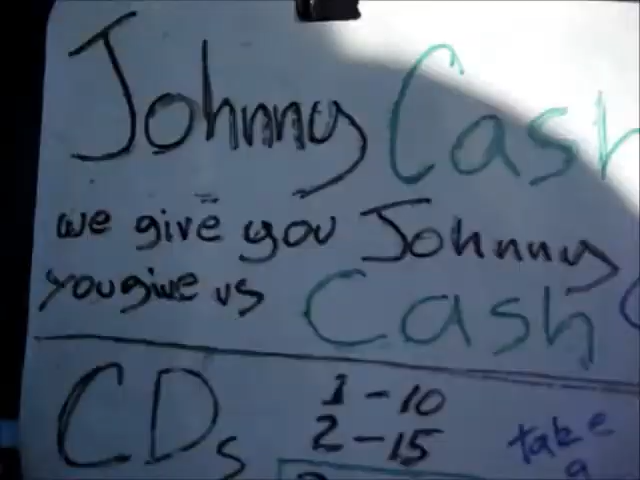 Johnny Cash
we give you Johnny
you give us Cash
CDs
1-10
2-15
take
a